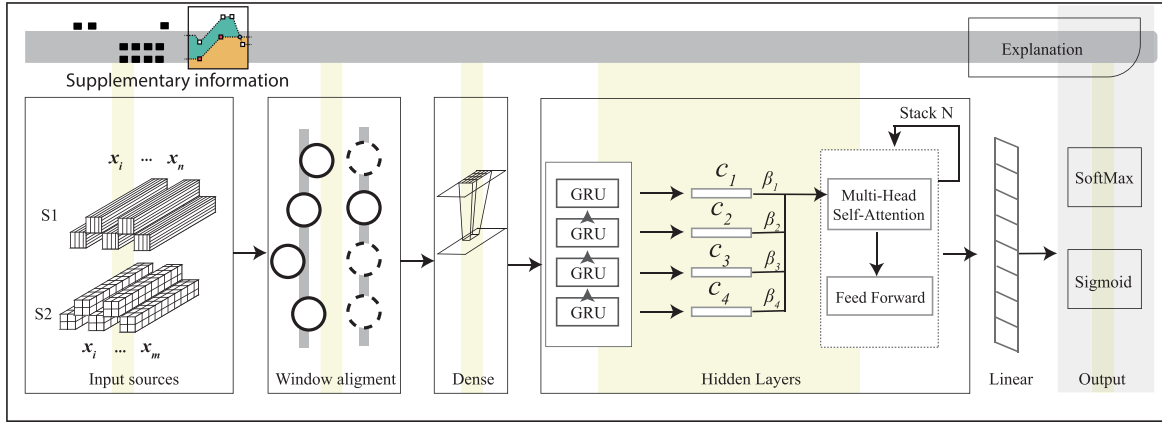 Explanation
Supplementary information
Stack N
x_i ... x_n
S1
S2
x_i ... x_m
GRU
GRU
GRU
GRU
C_1 β_1
C_2 β_2
C_3 β_3
C_4 β_4
Multi-Head
Self-Attention
Feed Forward
SoftMax
Sigmoid
Input sources
Window aligment
Dense
Hidden Layers
Linear
Output